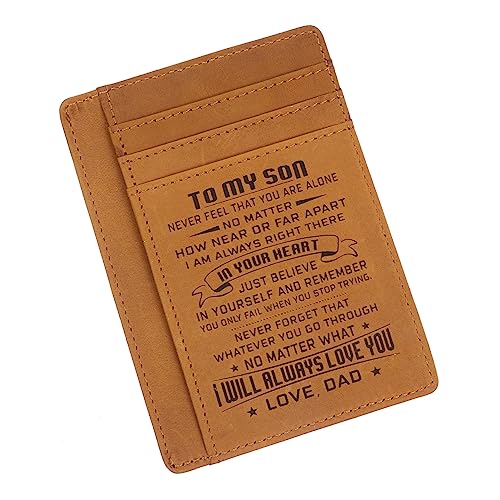 TO MY SON
NEVER FEEL THAT YOU ARE ALONE
NO MATTER
HOW NEAR OR FAR APART
I AM ALWAYS RIGHT THERE
IN YOUR HEART
JUST BELIEVE
IN YOURSELF AND REMEMBER
YOU ONLY FAIL WHEN YOU STOP TRYING.
NEVER FORGET THAT
WHATEVER YOU GO THROUGH
NO MATTER WHAT
I WILL ALWAYS LOVE YOU
LOVE, DAD